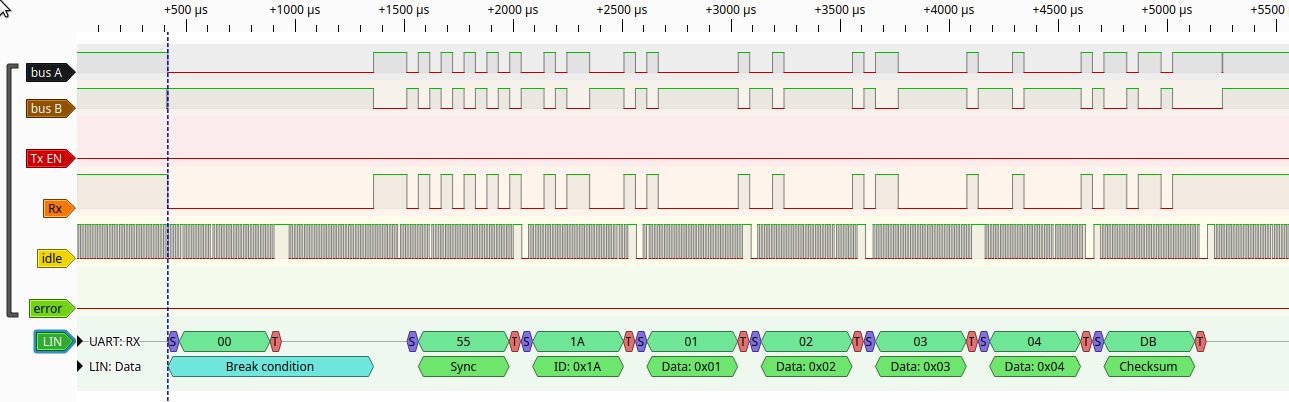 +500 µs +1000 µs +1500 µs +2000 µs +2500 µs +3000 µs +3500 µs +4000 µs +4500 µs +5000 µs +5500
bus A
bus B
Tx EN
Rx
idle
error
LIN UART: RX S 00 T S 55 T S 1A T S 01 T S 02 T S 03 T S 04 T S DB T
LIN: Data Break condition Sync ID: 0x1A Data: 0x01 Data: 0x02 Data: 0x03 Data: 0x04 Checksum